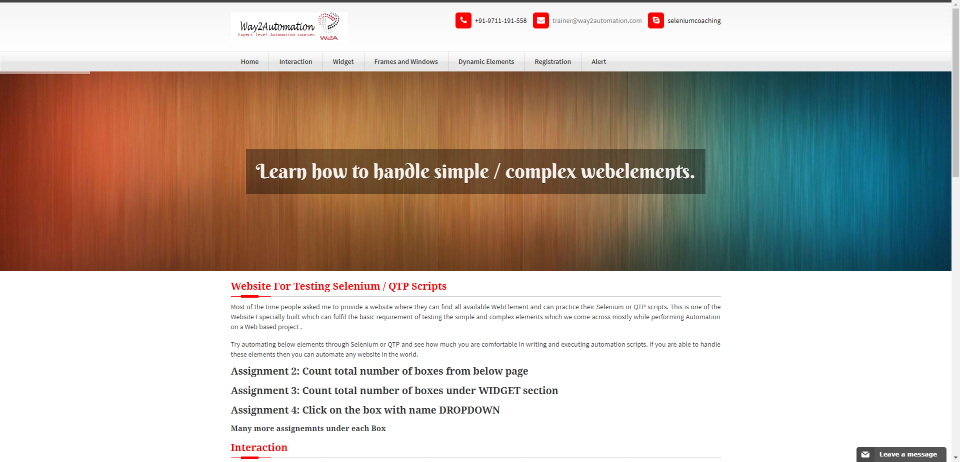 Way2Automation
Expert level Automation courses
W2A
+91-9711-191-558
trainer@way2automation.com
seleniumcoaching
Home
Interaction
Widget
Frames and Windows
Dynamic Elements
Registration
Alert
Learn how to handle simple / complex webelements.
Website For Testing Selenium / QTP Scripts
Most of the time people asked me to provide a website where they can find all available WebElement and can practice their Selenium or QTP scripts. This is one of the
Website I specially built which can fulfil the basic requirement of testing the simple and complex elements which we come across mostly while performing Automation
on a Web based project .
Try automating below elements through Selenium or QTP and see how much you are comfortable in writing and executing automation scripts. If you are able to handle
these elements then you can automate any website in the world.
Assignment 2: Count total number of boxes from below page
Assignment 3: Count total number of boxes under WIDGET section
Assignment 4: Click on the box with name DROPDOWN
Many more assignemnts under each Box
Interaction
Leave a message